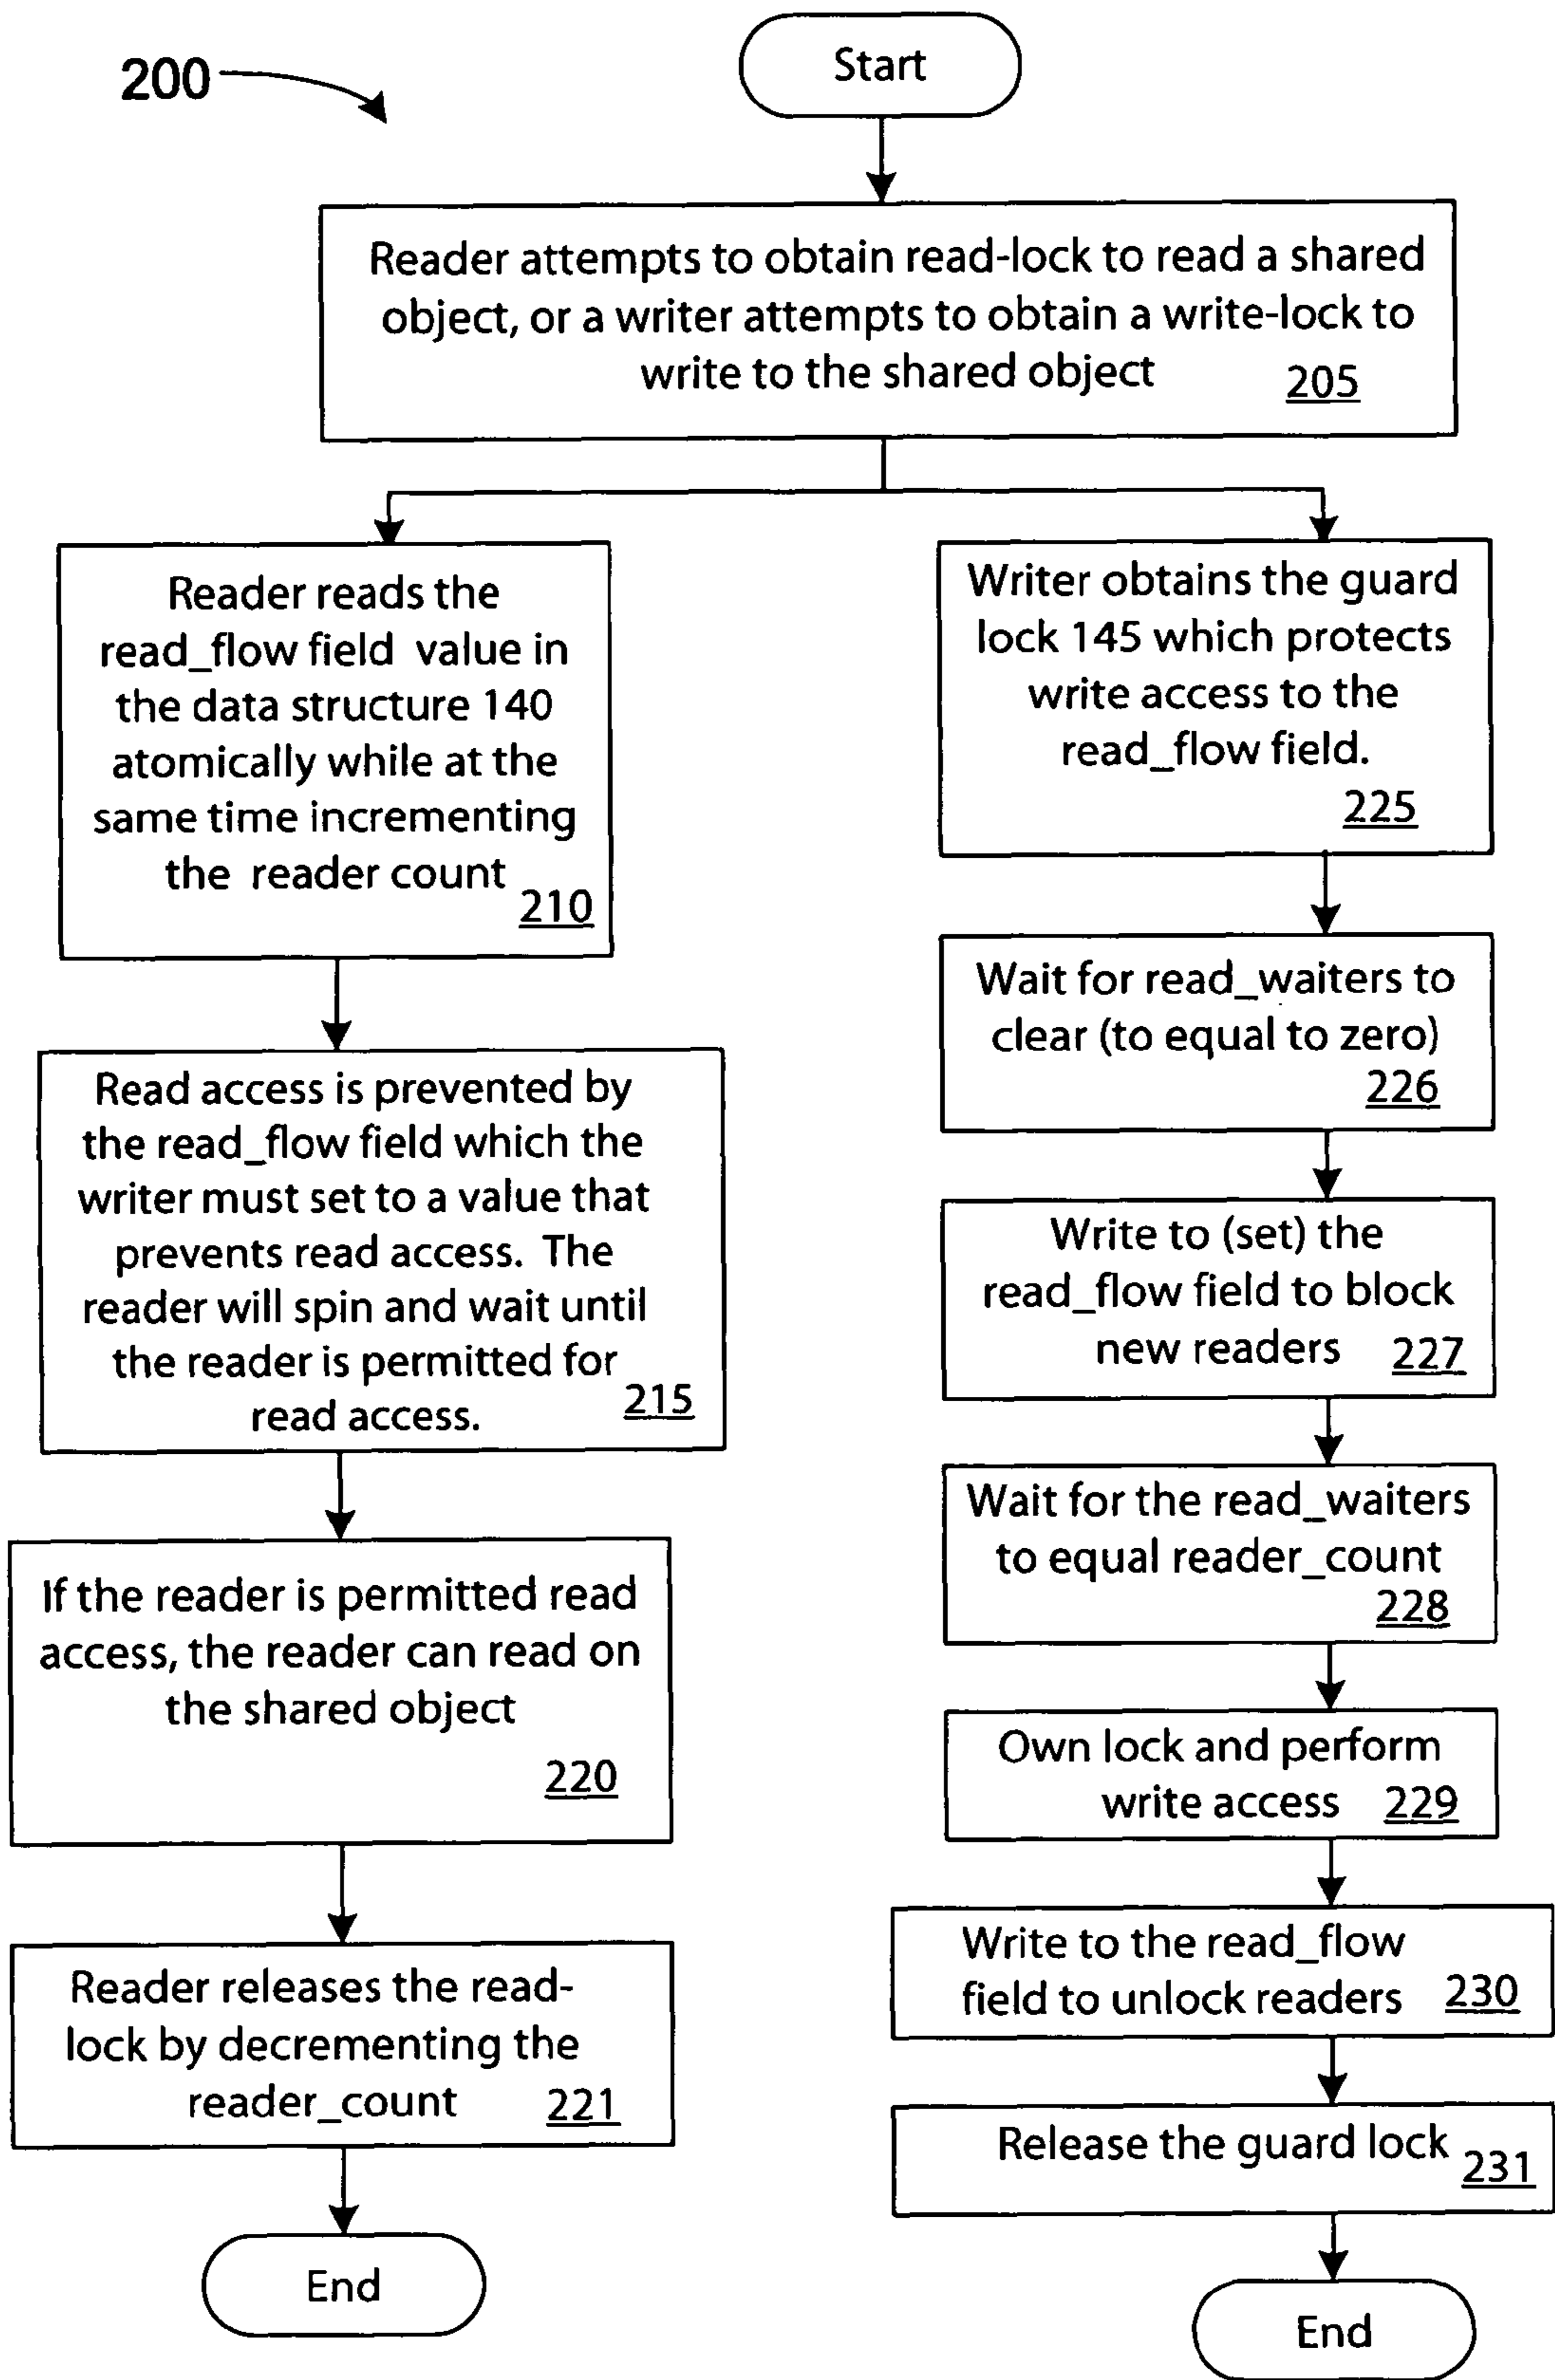 200
Start
Reader attempts to obtain read-lock to read a shared
object, or a writer attempts to obtain a write-lock to
write to the shared object 205
Reader reads the
read_flow field value in
the data structure 140
atomically while at the
same time incrementing
the reader count
210
Read access is prevented by
the read_flow field which the
writer must set to a value that
prevents read access. The
reader will spin and wait until
the reader is permitted for
read access. 215
If the reader is permitted read
access, the reader can read on
the shared object
220
Reader releases the read-
lock by decrementing the
reader_count 221
End
Writer obtains the guard
lock 145 which protects
write access to the
read_flow field.
225
Wait for read_waiters to
clear (to equal to zero)
226
Write to (set) the
read_flow field to block
new readers 227
Wait for the read_waiters
to equal reader_count
228
Own lock and perform
write access 229
Write to the read_flow
field to unlock readers 230
Release the guard lock 231
End